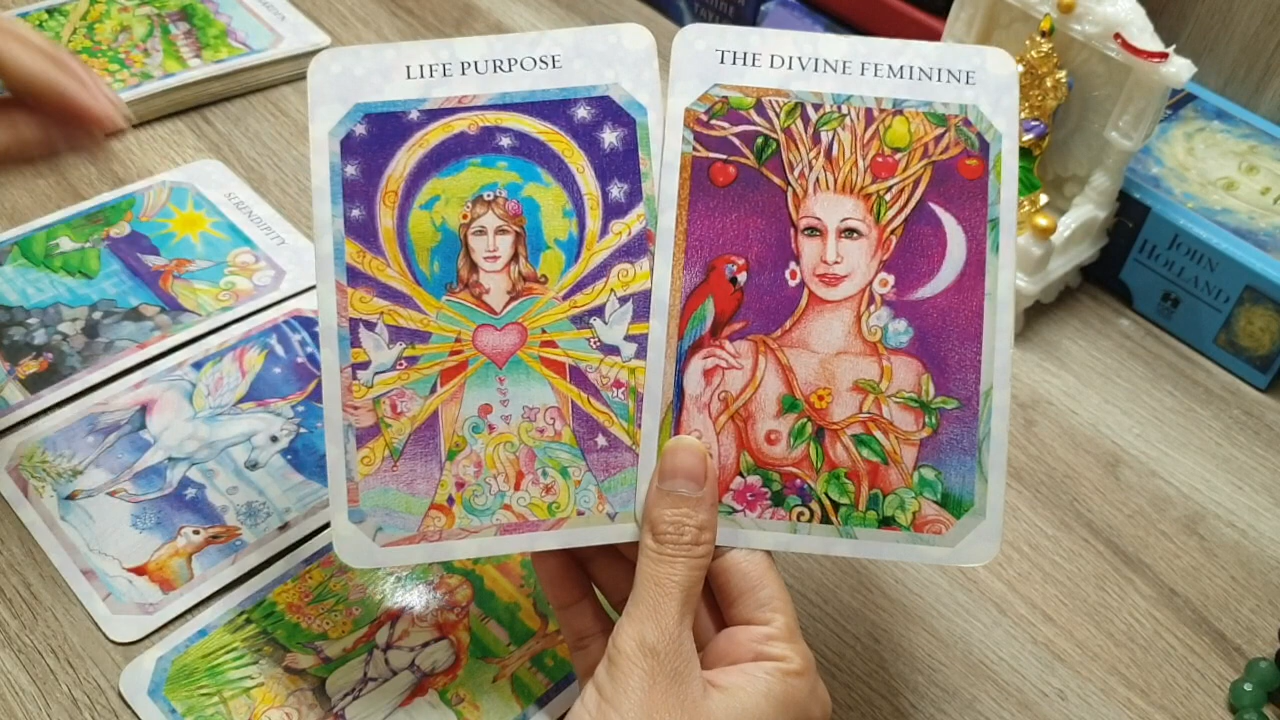 LIFE PURPOSE
THE DIVINE FEMININE
SERENDIPITY
JOHN
HOLLAND